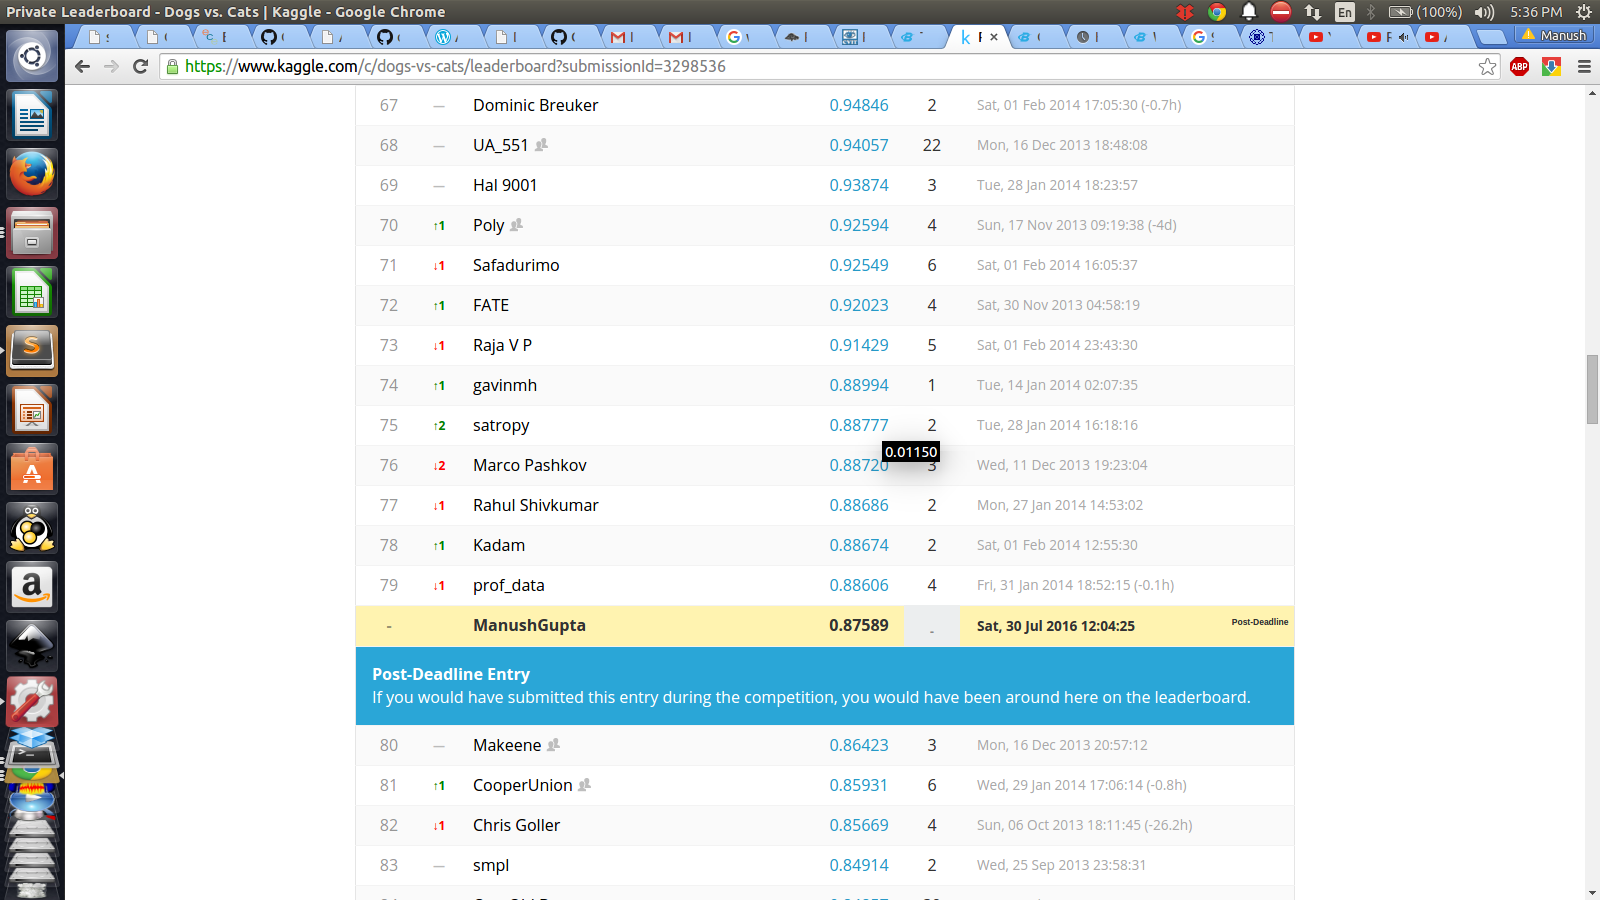 Private Leaderboard - Dogs vs. Cats | Kaggle - Google Chrome
En (100%) 5:36 PM
Manush
https://www.kaggle.com/c/dogs-vs-cats/leaderboard?submissionId=3298536
ABP
67 — Dominic Breuker 0.94846 2 Sat, 01 Feb 2014 17:05:30 (-0.7h)
68 — UA_551 0.94057 22 Mon, 16 Dec 2013 18:48:08
69 — Hal 9001 0.93874 3 Tue, 28 Jan 2014 18:23:57
70 ↑1 Poly 0.92594 4 Sun, 17 Nov 2013 09:19:38 (-4d)
71 ↓1 Safadurimo 0.92549 6 Sat, 01 Feb 2014 16:05:37
72 ↑1 FATE 0.92023 4 Sat, 30 Nov 2013 04:58:19
73 ↓1 Raja V P 0.91429 5 Sat, 01 Feb 2014 23:43:30
74 ↑1 gavinmh 0.88994 1 Tue, 14 Jan 2014 02:07:35
75 ↑2 satropy 0.88777 2 Tue, 28 Jan 2014 16:18:16
0.01150
76 ↓2 Marco Pashkov 0.88720 3 Wed, 11 Dec 2013 19:23:04
77 ↓1 Rahul Shivkumar 0.88686 2 Mon, 27 Jan 2014 14:53:02
78 ↑1 Kadam 0.88674 2 Sat, 01 Feb 2014 12:55:30
79 ↓1 prof_data 0.88606 4 Fri, 31 Jan 2014 18:52:15 (-0.1h)
- ManushGupta 0.87589 - Sat, 30 Jul 2016 12:04:25 Post-Deadline
Post-Deadline Entry
If you would have submitted this entry during the competition, you would have been around here on the leaderboard.
80 — Makeene 0.86423 3 Mon, 16 Dec 2013 20:57:12
81 ↑1 CooperUnion 0.85931 6 Wed, 29 Jan 2014 17:06:14 (-0.8h)
82 ↓1 Chris Goller 0.85669 4 Sun, 06 Oct 2013 18:11:45 (-26.2h)
83 — smpl 0.84914 2 Wed, 25 Sep 2013 23:58:31